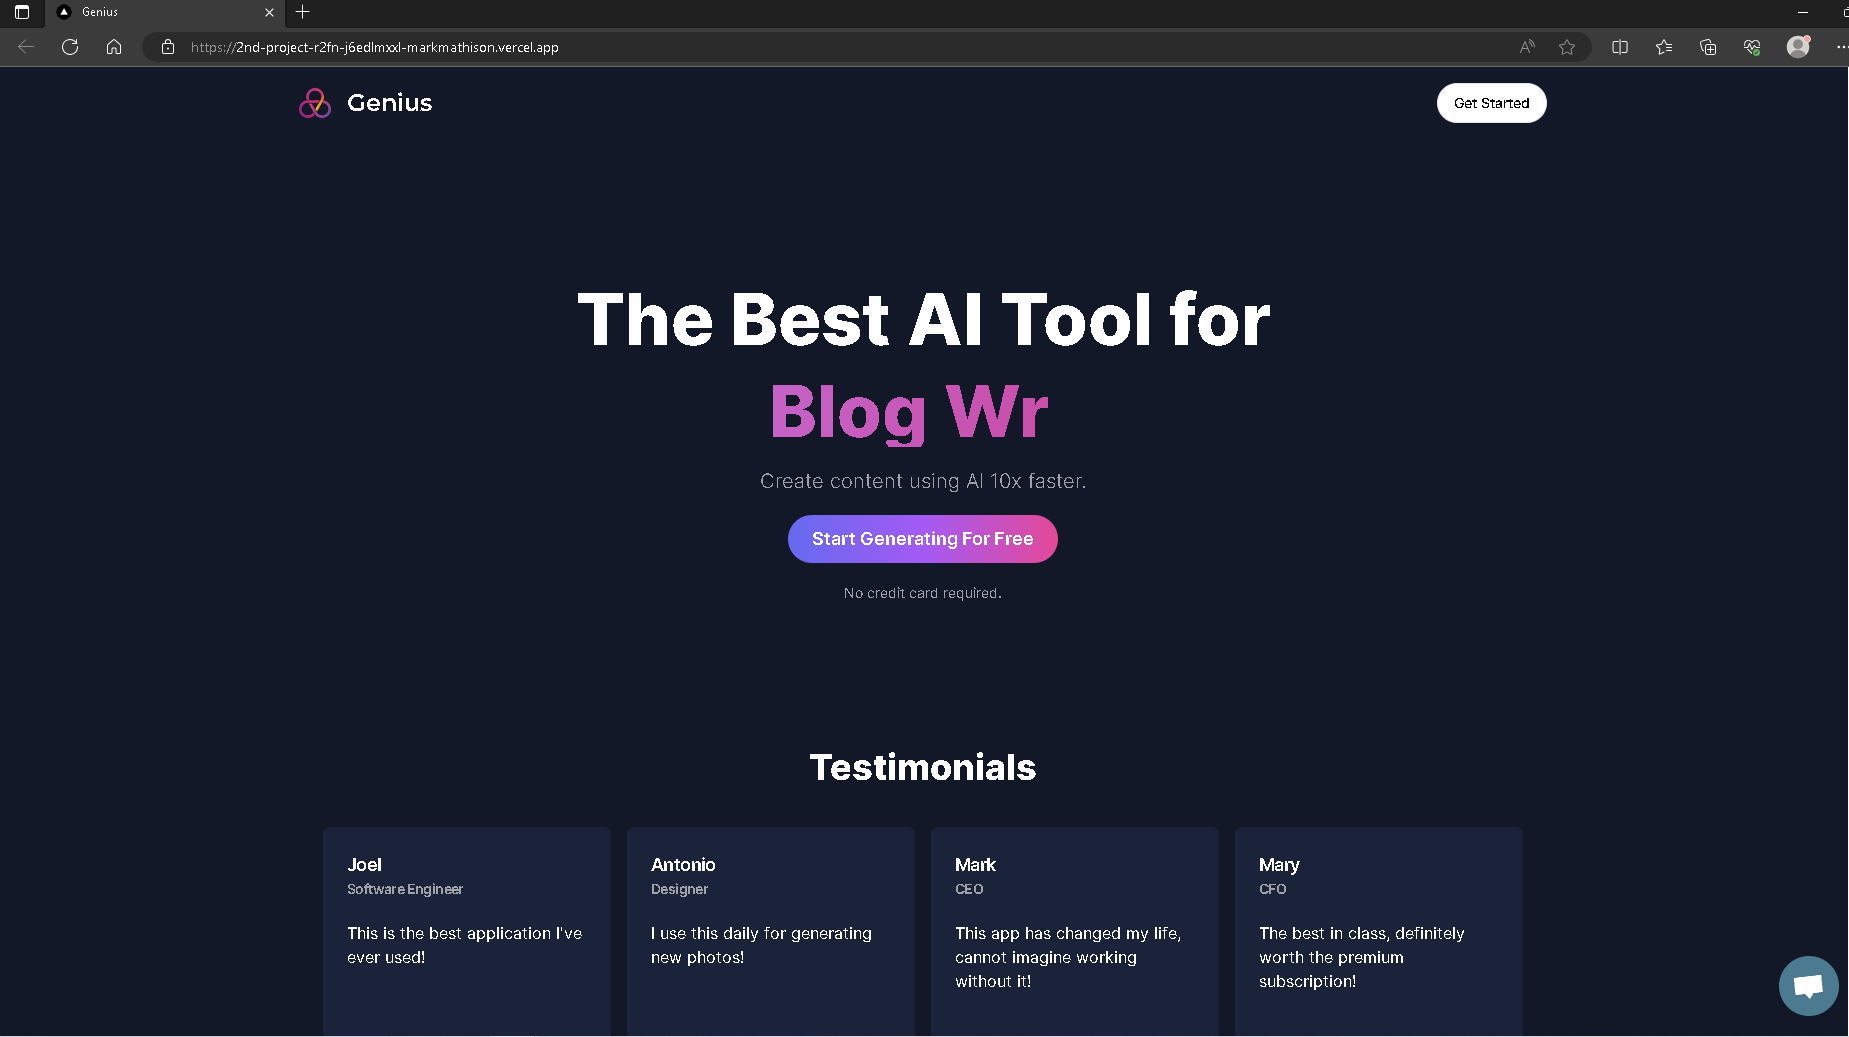 Genius
https://2nd-project-r2fn-j6edlmxxl-markmathison.vercel.app
Genius
Get Started
The Best AI Tool for
Blog Wr
Create content using AI 10x faster.
Start Generating For Free
No credit card required.
Testimonials
Joel
Software Engineer
This is the best application I've
ever used!
Antonio
Designer
I use this daily for generating
new photos!
Mark
CEO
This app has changed my life,
cannot imagine working
without it!
Mary
CFO
The best in class, definitely
worth the premium
subscription!